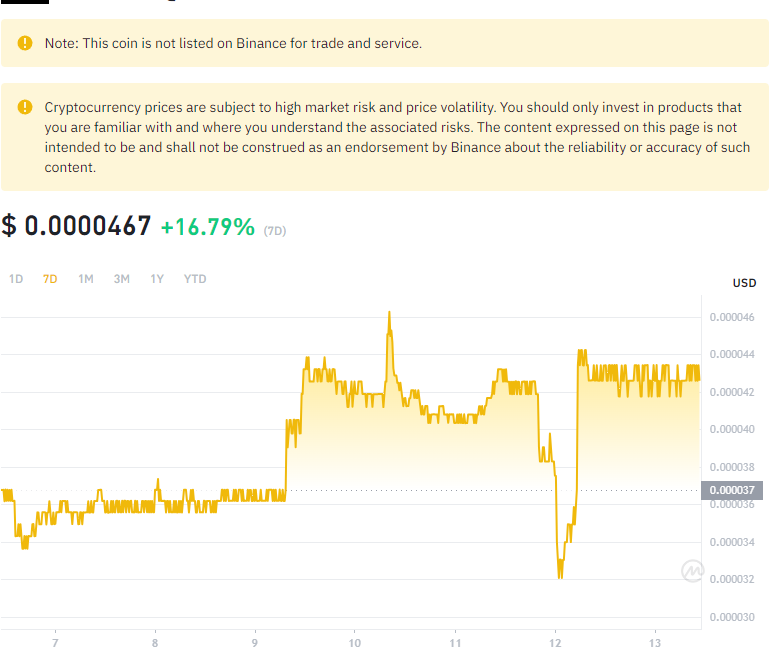 Note: This coin is not listed on Binance for trade and service.
Cryptocurrency prices are subject to high market risk and price volatility. You should only invest in products that
you are familiar with and where you understand the associated risks. The content expressed on this page is not
intended to be and shall not be construed as an endorsement by Binance about the reliability or accuracy of such
content.
$ 0.0000467 +16.79% (7D)
1D 7D 1M 3M 1Y YTD
USD
0.000046
0.000044
0.000042
0.000040
0.000038
0.000037
0.000036
0.000034
0.000032
0.000030
7 8 9 10 11 12 13